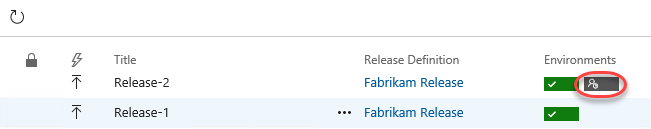 Title Release Definition Environments
Release-2 Fabrikam Release
Release-1 ... Fabrikam Release